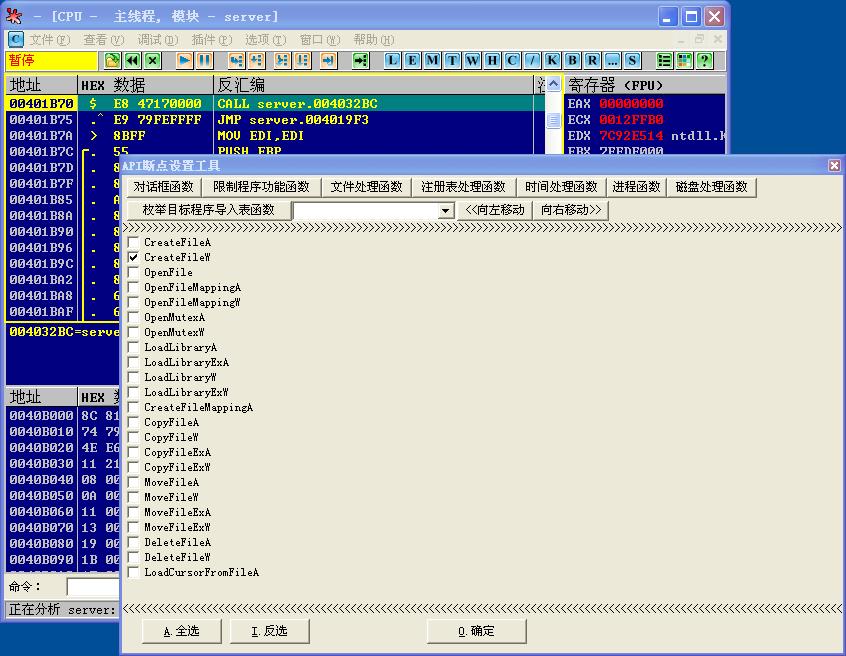 - [CPU - 主线程, 模块 - server]
C 文件(F) 查看(V) 调试(D) 插件(P) 选项(T) 窗口(W) 帮助(H)
暂停 L E M T W H C / K B R ... S ?
地址 HEX 数据 反汇编 寄存器 (FPU)
00401B70 $ E8 47170000 CALL server.004032BC EAX 00000000
00401B75 .^ E9 79FEFFFF JMP server.004019F3 ECX 0012FFB0
00401B7A > 8BFF MOV EDI,EDI EDX 7C92E514 ntdll.K
00401B7C . 55 PUSH EBP EBX 7FFDE000
00401B7D . 8
00401B7F . 8
00401B85 . A
00401B8A . 8
00401B90 . 8
00401B96 . 8
00401B9C . 8
00401BA2 . 8
00401BA8 . 6
00401BAF . 6
004032BC=serve
地址 HEX 数
0040B000 8C 81
0040B010 74 79
0040B020 4E E6
0040B030 11 21
0040B040 08 00
0040B050 0A 00
0040B060 11 00
0040B070 13 00
0040B080 19 00
0040B090 1B 00
命令:
正在分析 server:
API断点设置工具
对话框函数 限制程序功能函数 文件处理函数 注册表处理函数 时间处理函数 进程函数 磁盘处理函数
枚举目标程序导入表函数 <<向左移动 向右移动>>
CreateFileA
CreateFileW
OpenFile
OpenFileMappingA
OpenFileMappingW
OpenMutexA
OpenMutexW
LoadLibraryA
LoadLibraryExA
LoadLibraryW
LoadLibraryExW
CreateFileMappingA
CopyFileA
CopyFileW
CopyFileExA
CopyFileExW
MoveFileA
MoveFileW
MoveFileExA
MoveFileExW
DeleteFileA
DeleteFileW
LoadCursorFromFileA
A.全选 I.反选 O.确定